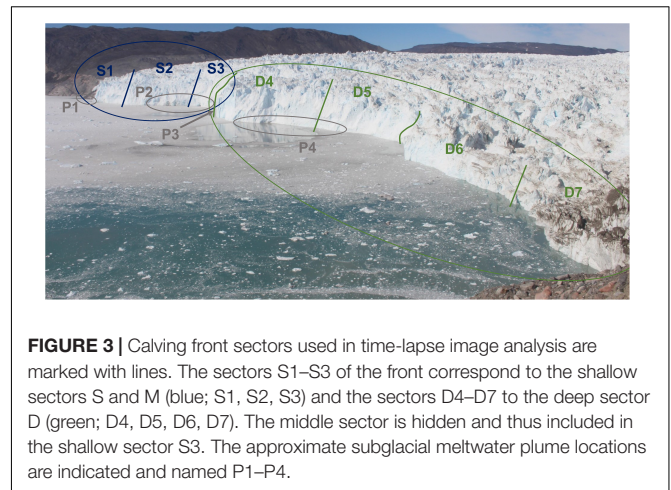 S1 S2 S3
D4 D5
P1 P2
P3 P4
D6
D7
FIGURE 3 | Calving front sectors used in time-lapse image analysis are
marked with lines. The sectors S1–S3 of the front correspond to the shallow
sectors S and M (blue; S1, S2, S3) and the sectors D4–D7 to the deep sector
D (green; D4, D5, D6, D7). The middle sector is hidden and thus included in
the shallow sector S3. The approximate subglacial meltwater plume locations
are indicated and named P1–P4.